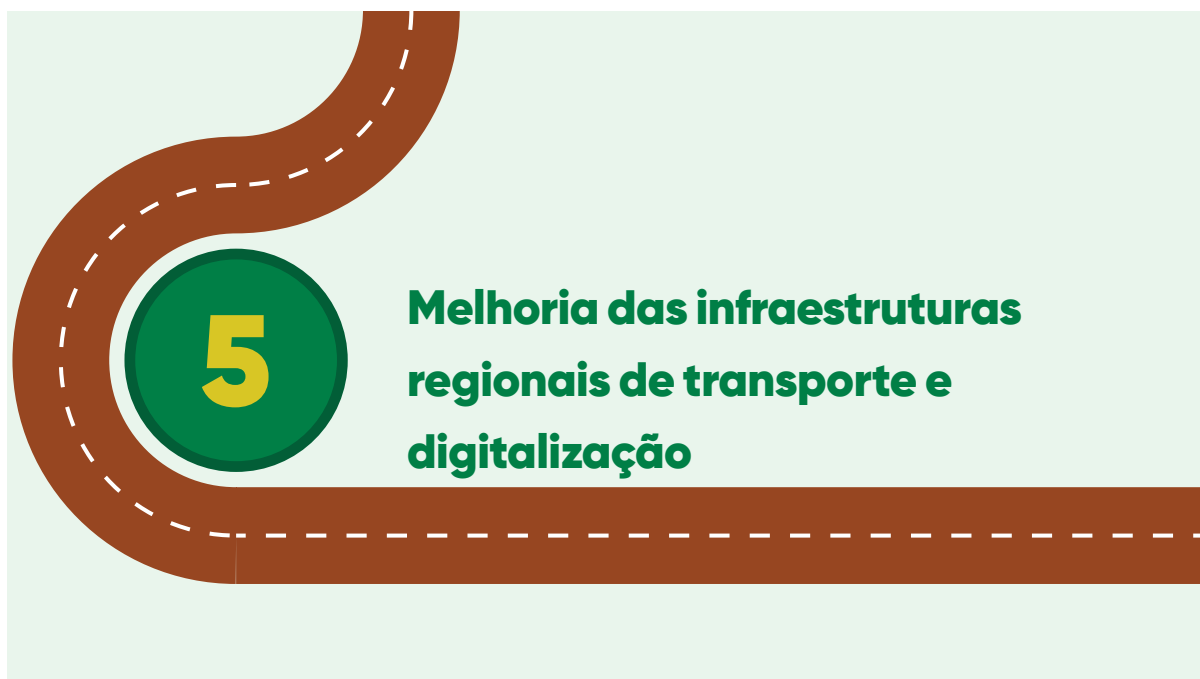 5
Melhoria das infraestruturas
regionais de transporte e
digitalização